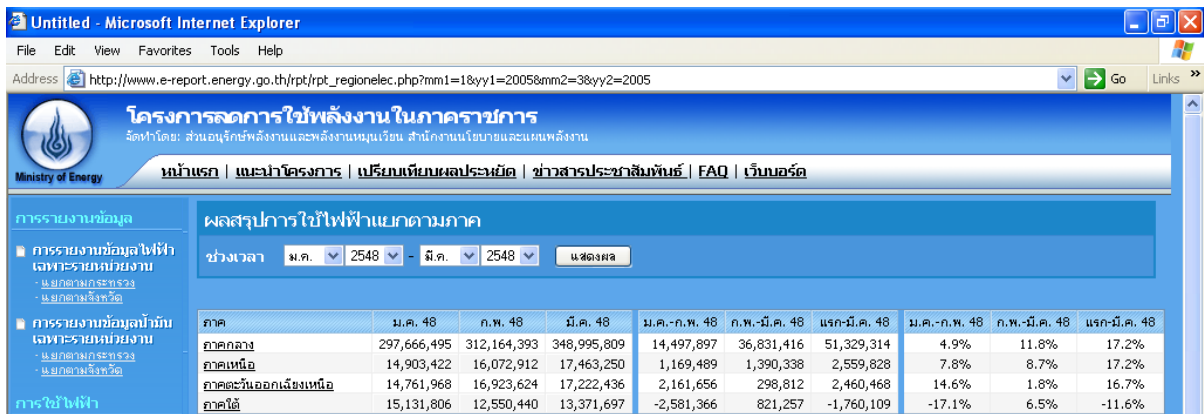 Untitled - Microsoft Internet Explorer
File Edit View Favorites Tools Help
Address http://www.e-report.energy.go.th/rpt/rpt_regionelec.php?mm1=1&yy1=2005&mm2=3&yy2=2005 Go Links »
โครงการลดการใช้พลังงานในภาคราชการ
จัดทำโดย: ส่วนอนุรักษ์พลังงานและพลังงานหมุนเวียน สำนักงานนโยบายและแผนพลังงาน
Ministry of Energy
หน้าแรก | แนะนำโครงการ | เปรียบเทียบผลประหยัด | ข่าวสารประชาสัมพันธ์ | FAQ | เว็บบอร์ด
การรายงานข้อมูล
การรายงานข้อมูลไฟฟ้า
เฉพาะรายหน่วยงาน
- แยกตามกระทรวง
- แยกตามจังหวัด
การรายงานข้อมูลน้ำมัน
เฉพาะรายหน่วยงาน
- แยกตามกระทรวง
- แยกตามจังหวัด
การใช้ไฟฟ้า
ผลสรุปการใช้ไฟฟ้าแยกตามภาค
ช่วงเวลา ม.ค. 2548 - มี.ค. 2548 แสดงผล
ภาค ม.ค. 48 ก.พ. 48 มี.ค. 48 ม.ค.-ก.พ. 48 ก.พ.-มี.ค. 48 แรก-มี.ค. 48 ม.ค.-ก.พ. 48 ก.พ.-มี.ค. 48 แรก-มี.ค. 48
ภาคกลาง 297,666,495 312,164,393 348,995,809 14,497,897 36,831,416 51,329,314 4.9% 11.8% 17.2%
ภาคเหนือ 14,903,422 16,072,912 17,463,250 1,169,489 1,390,338 2,559,828 7.8% 8.7% 17.2%
ภาคตะวันออกเฉียงเหนือ 14,761,968 16,923,624 17,222,436 2,161,656 298,812 2,460,468 14.6% 1.8% 16.7%
ภาคใต้ 15,131,806 12,550,440 13,371,697 -2,581,366 821,257 -1,760,109 -17.1% 6.5% -11.6%